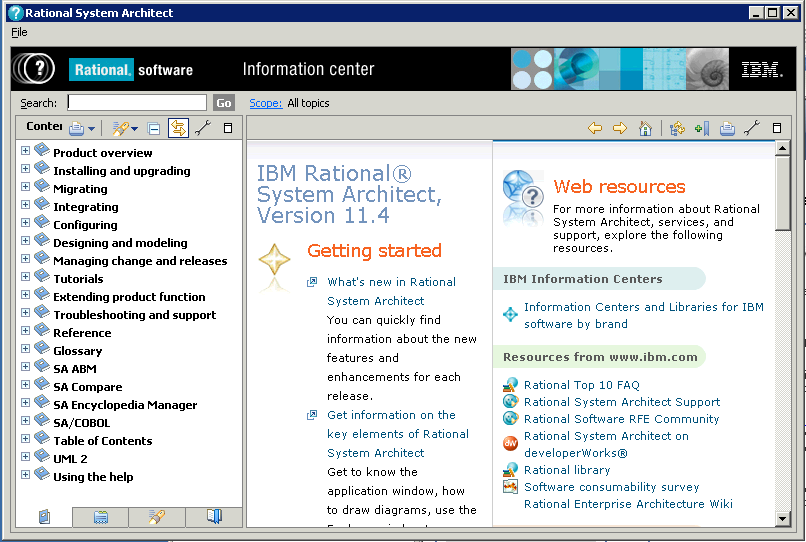 Rational System Architect
File
Rational. software
Information center
IBM.
Search:
Go
Scope: All topics
Conter
Product overview
Installing and upgrading
Migrating
Integrating
Configuring
Designing and modeling
Managing change and releases
Tutorials
Extending product function
Troubleshooting and support
Reference
Glossary
SA ABM
SA Compare
SA Encyclopedia Manager
SA/COBOL
Table of Contents
UML 2
Using the help
IBM Rational®
System Architect,
Version 11.4
Getting started
What's new in Rational
System Architect
You can quickly find
information about the
new features and
enhancements for each
release.
Get information on the
key elements of Rational
System Architect
Get to know the
application window, how
to draw diagrams, use the
Web resources
For more information about Rational
System Architect, services, and
support, explore the following
resources.
IBM Information Centers
Information Centers and Libraries for IBM
software by brand
Resources from www.ibm.com
Rational Top 10 FAQ
Rational System Architect Support
Rational Software RFE Community
dw
Rational System Architect on
developerWorks®
Rational library
Software consumability survey
Rational Enterprise Architecture Wiki